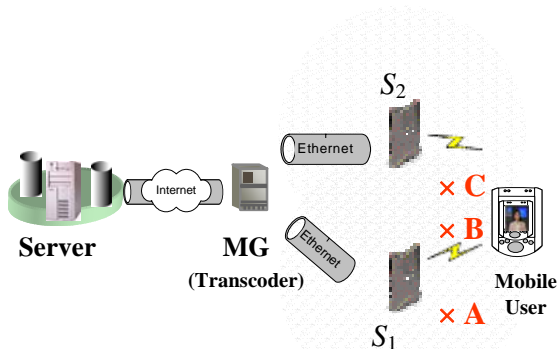 S2
Ethernet
Internet
× C
× B
Server
MG
(Transcoder)
Ethernet
Mobile
User
× A
S1